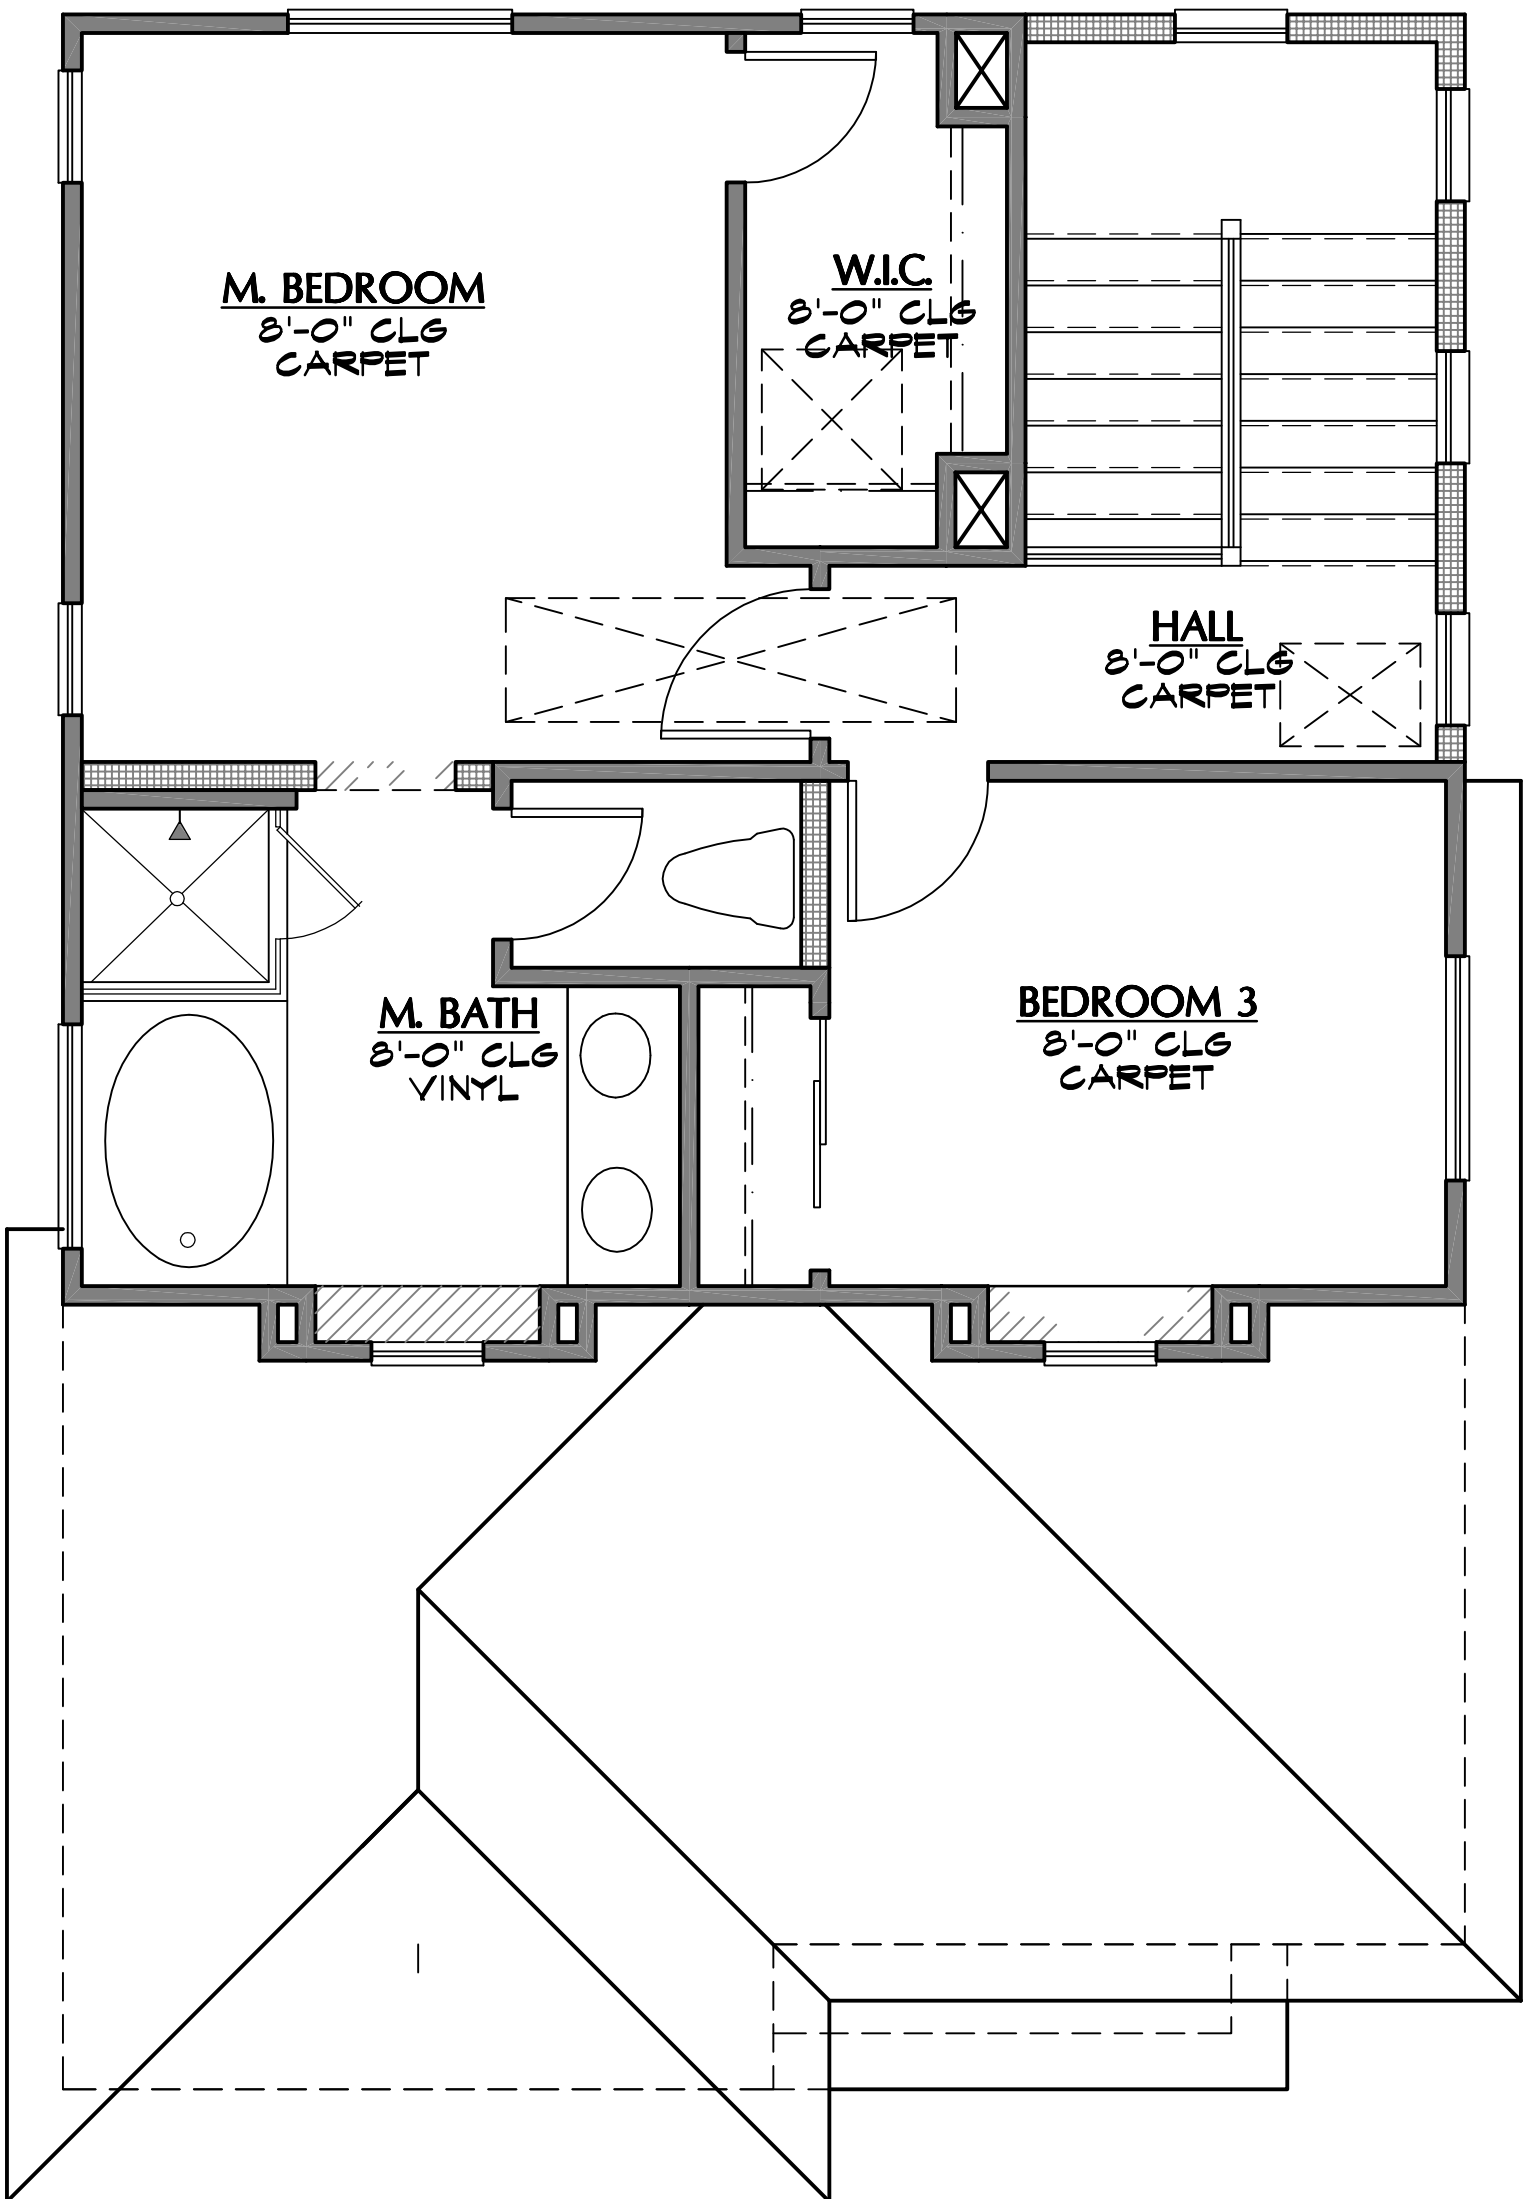 M. BEDROOM
8'-0" CLG
CARPET
W.I.C.
8'-0" CLG
CARPET
HALL
8'-0" CLG
CARPET
M. BATH
8'-0" CLG
VINYL
BEDROOM 3
8'-0" CLG
CARPET